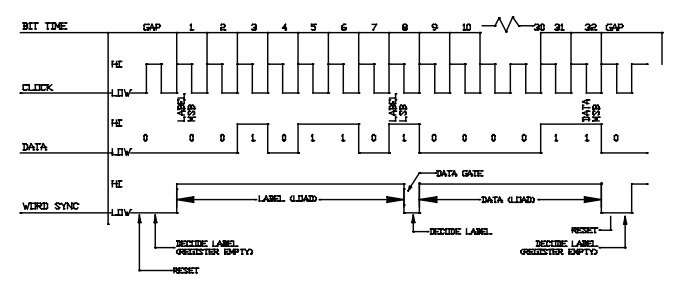 BIT TIME GAP 1 2 3 4 5 6 7 8 9 10 30 31 32 GAP
HI
CLOCK
LOW
LABEL MSB
LABEL LSB
DATA MSB
HI
0 0 0 1 0 1 1 0 1 0 0 0 0 1 1 0
DATA
LOW
HI
DATA GATE
LABEL (LOAD)
DATA (LOAD)
WORD SYNC
LOW
DECODE LABEL
RESET
DECODE LABEL
(REGISTER EMPTY)
DECODE LABEL
(REGISTER EMPTY)
RESET